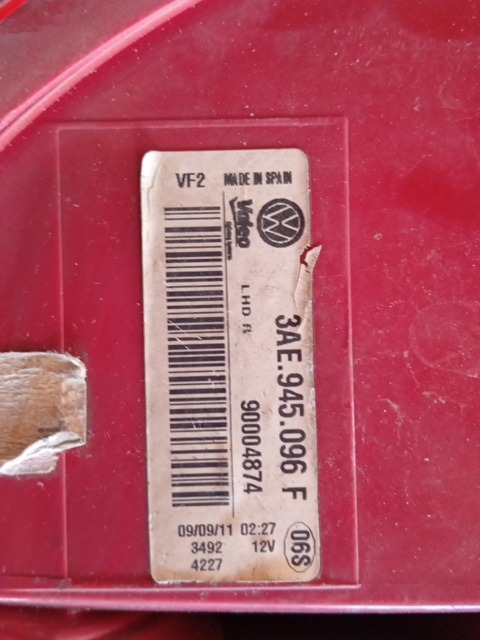 VF2 MADE IN SPAIN
Valeo
LHD
3AE.945.096 F
90004874
06S
09/09/11 02:27
3492 12V
4227